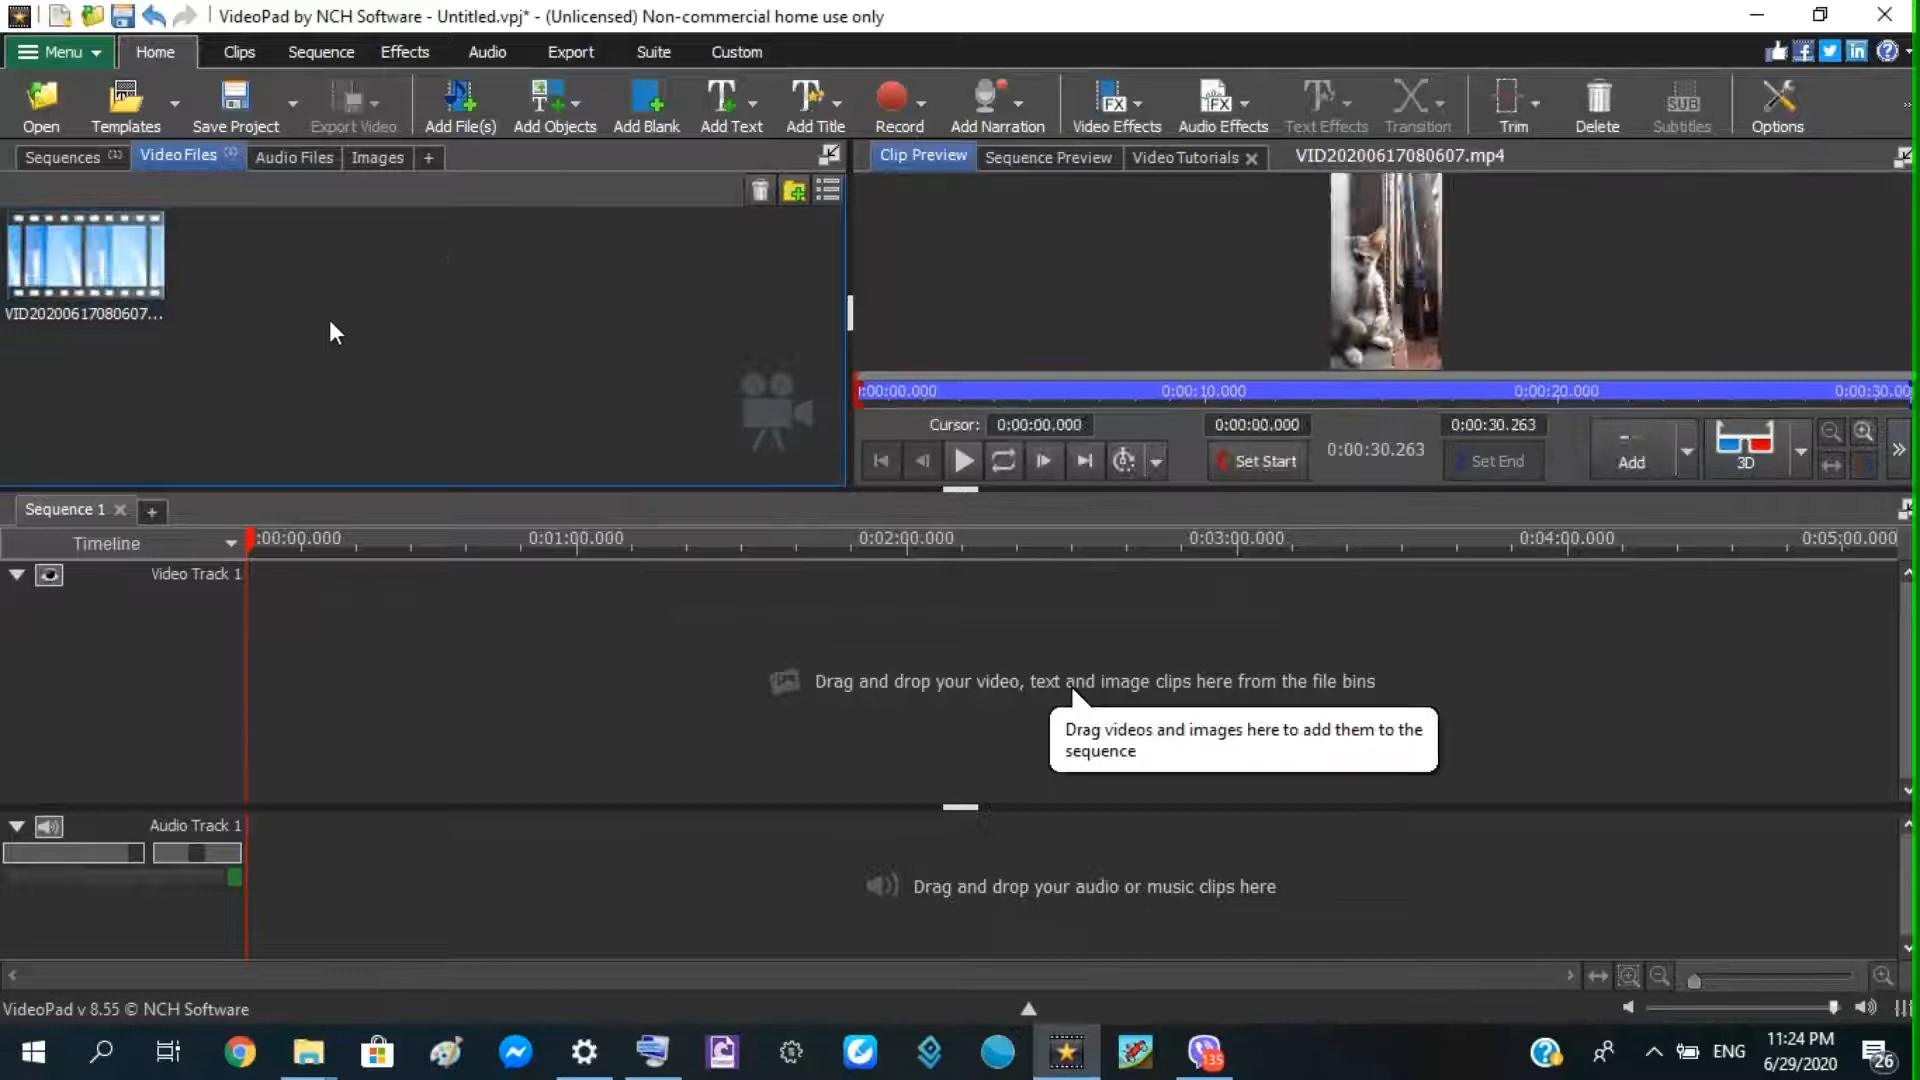 VideoPad by NCH Software - Untitled.vpj* - (Unlicensed) Non-commercial home use only
Menu Home Clips Sequence Effects Audio Export Suite Custom
Open Templates Save Project Export Video Add File(s) Add Objects Add Blank Add Text Add Title Record Add Narration Video Effects Audio Effects Text Effects Transition Trim Delete Subtitles Options
Sequences (1) Video Files (1) Audio Files Images +
Clip Preview Sequence Preview Video Tutorials VID20200617080607.mp4
VID20200617080607...
0:00:10.000 0:00:20.000
Cursor: 0:00:00.000 0:00:00.000 0:00:30.263
Set Start 0:00:30.263 Set End Add 3D
Sequence 1
Timeline :00:00.000 0:01:00.000 0:02:00.000 0:03:00.000 0:04:00.000 0:05:00.000
Video Track 1
Drag and drop your video, text and image clips here from the file bins
Drag videos and images here to add them to the
sequence
Audio Track 1
Drag and drop your audio or music clips here
VideoPad v 8.55 © NCH Software
ENG
11:24 PM
6/29/2020
135
26